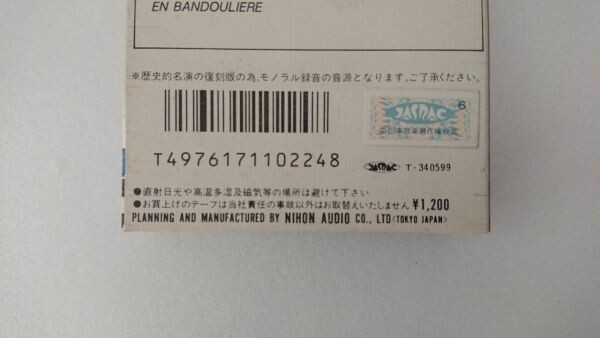 EN BANDOULIERE
※歴史的名演の復刻版の為、モノラル録音の音源となります。ご了承ください。
JASRAC 6
T4976171102248
JASRAC T-340599
●直射日光や高温多湿及磁気等の場所は避けて下さい
●お買上げのテープは当社責任の事故以外はお取替えいたしません ¥1,200
PLANNING AND MANUFACTURED BY NIHON AUDIO CO., LTD〈TOKYO JAPAN〉